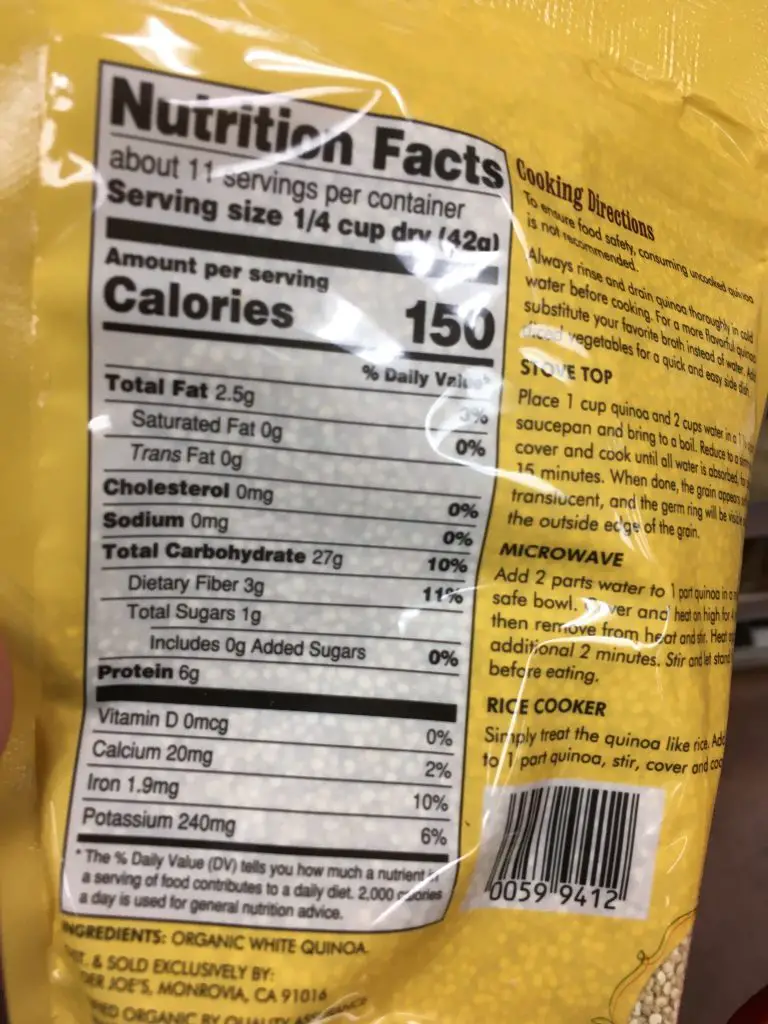 Nutrition Facts
about 11 servings per container
Serving size 1/4 cup dry (42g)
Amount per serving
Calories 150
% Daily Value*
Total Fat 2.5g 3%
Saturated Fat 0g 0%
Trans Fat 0g
Cholesterol 0mg 0%
Sodium 0mg 0%
Total Carbohydrate 27g 10%
Dietary Fiber 3g 11%
Total Sugars 1g
Includes 0g Added Sugars 0%
Protein 6g
Vitamin D 0mcg 0%
Calcium 20mg 2%
Iron 1.9mg 10%
Potassium 240mg 6%
* The % Daily Value (DV) tells you how much a nutrient in
a serving of food contributes to a daily diet. 2,000 calories
a day is used for general nutrition advice.
INGREDIENTS: ORGANIC WHITE QUINOA.
& SOLD EXCLUSIVELY BY:
JOE'S, MONROVIA, CA 91016
ORGANIC BY QUALITY
Cooking Directions
To ensure food safety, consuming uncooked quinoa
is not recommended.
Always rinse and drain quinoa thoroughly in cold
water before cooking. For a more flavorful quinoa
substitute your favorite broth instead of water. Add
diced vegetables for a quick and easy side dish.
STOVE TOP
Place 1 cup quinoa and 2 cups water in a 1
saucepan and bring to a boil. Reduce to a
cover and cook until all water is absorbed,
15 minutes. When done, the grain appears
translucent, and the germ ring will be visible
the outside edge of the grain.
MICROWAVE
Add 2 parts water to 1 part quinoa in a
safe bowl. Cover and heat on high for
then remove from heat and stir. Heat
additional 2 minutes. Stir and let stand
before eating.
RICE COOKER
Simply treat the quinoa like rice. Add
to 1 part quinoa, stir, cover and
0059 9412